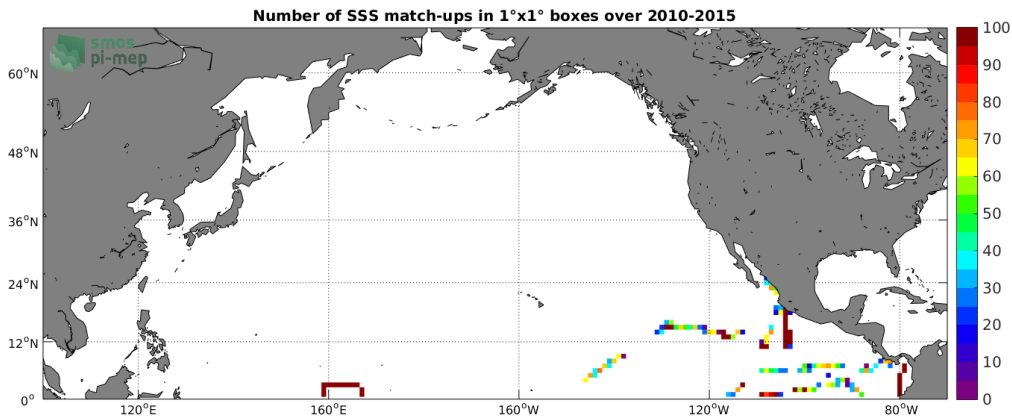 Number of SSS match-ups in 1°x1° boxes over 2010-2015
smos
pi-mep
60°N
48°N
36°N
24°N
12°N
0°
120°E
160°E
160°W
120°W
80°W
100
90
80
70
60
50
40
30
20
10
0